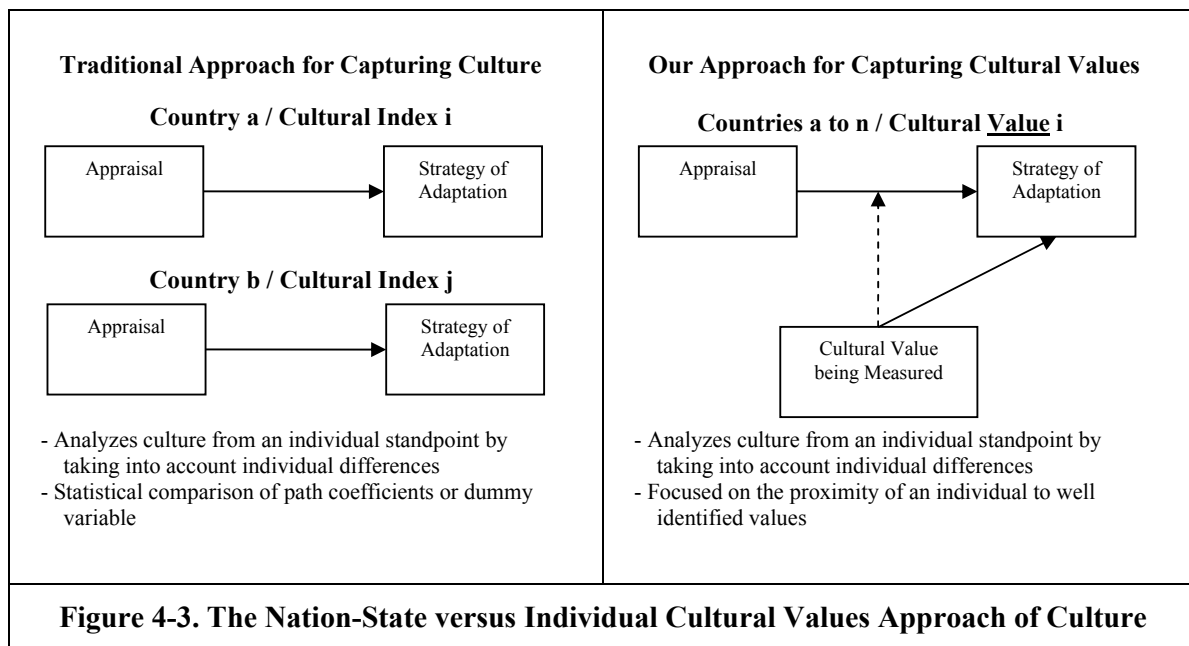 Traditional Approach for Capturing Culture
Country a / Cultural Index i
Appraisal
Strategy of
Adaptation
Country b / Cultural Index j
Appraisal
Strategy of
Adaptation
- Analyzes culture from an individual standpoint by
taking into account individual differences
- Statistical comparison of path coefficients or dummy
variable
Our Approach for Capturing Cultural Values
Countries a to n / Cultural Value i
Appraisal
Strategy of
Adaptation
Cultural Value
being Measured
- Analyzes culture from an individual standpoint by
taking into account individual differences
- Focused on the proximity of an individual to well
identified values
Figure 4-3. The Nation-State versus Individual Cultural Values Approach of Culture